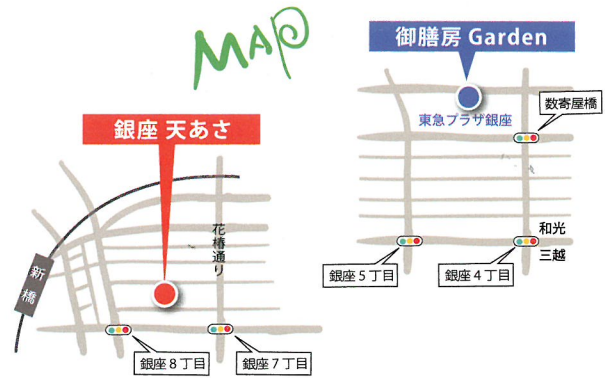 MAP
御膳房 Garden
東急プラザ銀座
数寄屋橋
和光
三越
銀座5丁目
銀座4丁目
銀座 天あさ
花椿通り
新橋
銀座8丁目
銀座7丁目